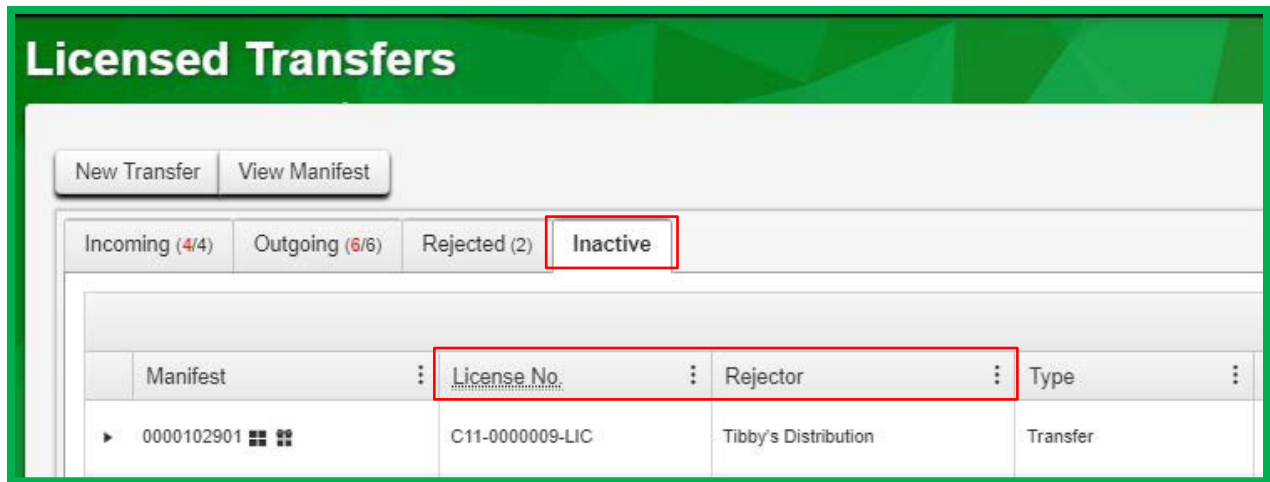 Licensed Transfers
New Transfer View Manifest
Incoming (4/4) Outgoing (6/6) Rejected (2) Inactive
Manifest License No. Rejector Type
0000102901 C11-0000009-LIC Tibby's Distribution Transfer